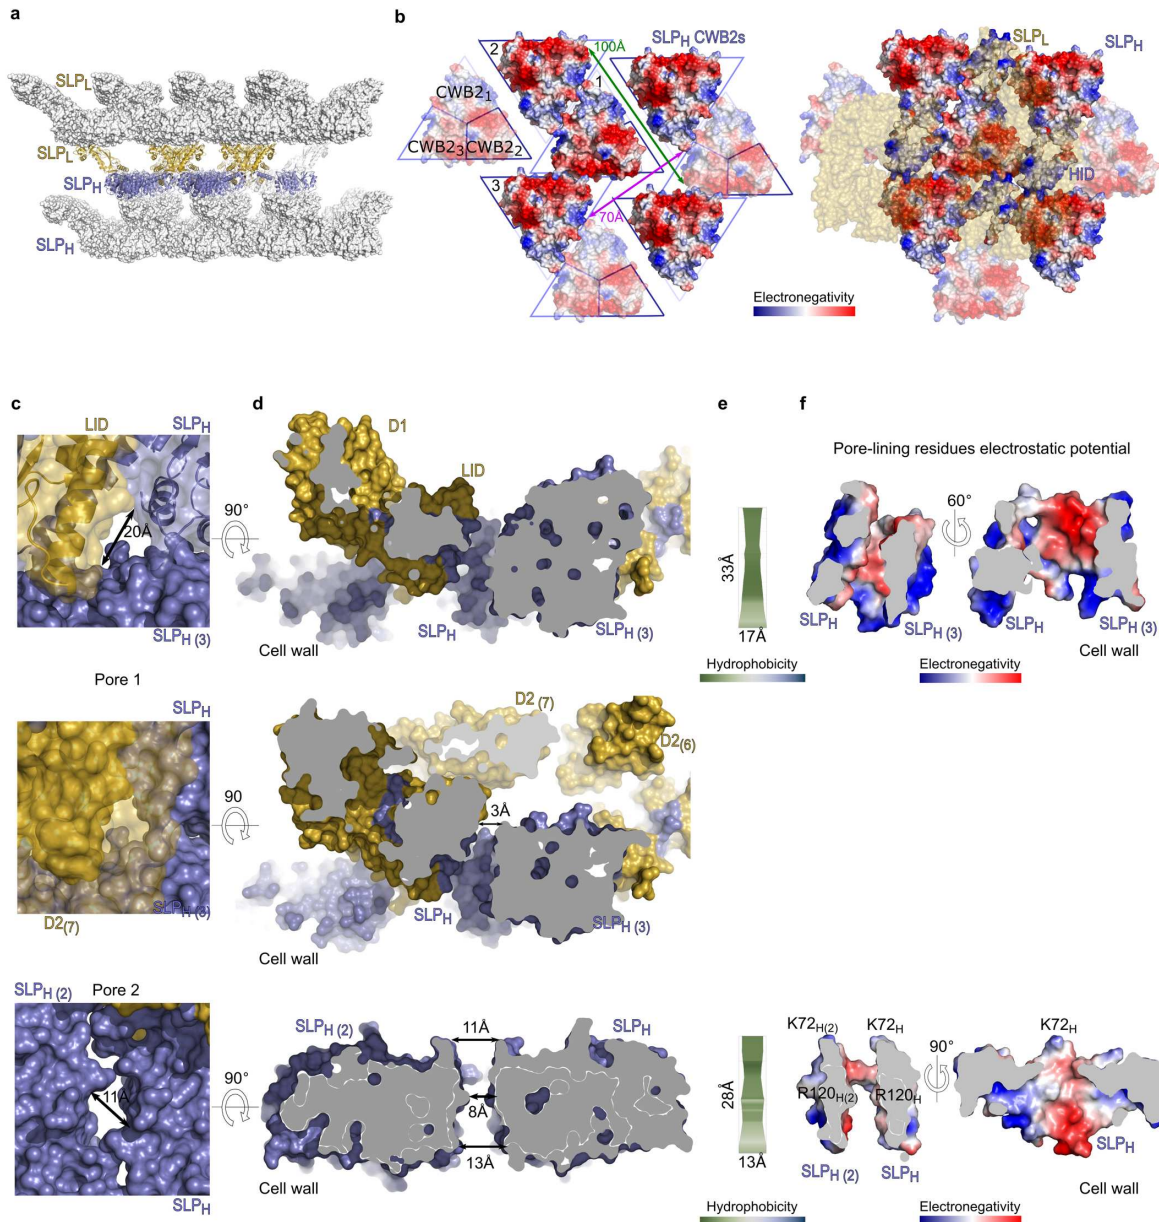 a
SLPL
SLPL
SLPH
SLPH
b
2
100Å
SLPH CWB2s
1
CWB21
CWB23
CWB22
3
70Å
Electronegativity
SLPL
SLPH
HID
c
LID
SLPH
20Å
SLPH (3)
90°
d
D1
LID
SLPH
SLPH (3)
Cell wall
e
33Å
17Å
Hydrophobicity
f
Pore-lining residues electrostatic potential
60°
SLPH
SLPH (3)
SLPH
SLPH (3)
Cell wall
Electronegativity
Pore 1
SLPH
SLPH (3)
D2(7)
90
D2(7)
D2(6)
3Å
SLPH
SLPH (3)
Cell wall
SLPH (2)
Pore 2
11Å
SLPH
90°
SLPH (2)
11Å
SLPH
8Å
13Å
Cell wall
28Å
13Å
Hydrophobicity
K72H(2)
K72H
R120H(2)
R120H
SLPH (2)
SLPH
90°
K72H
SLPH
Cell wall
Electronegativity